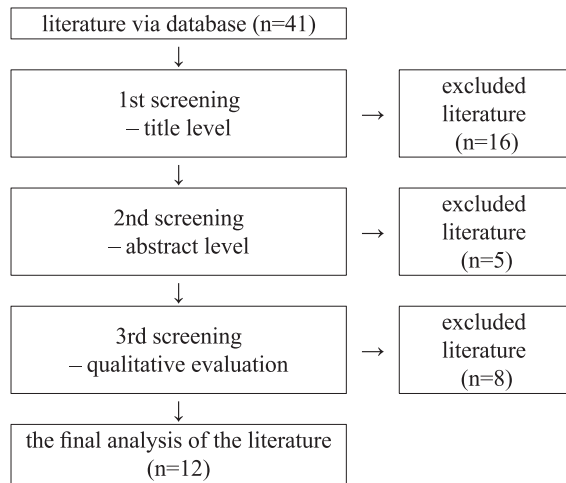 literature via database (n=41)
↓
1st screening
– title level
→
excluded
literature
(n=16)
↓
2nd screening
– abstract level
→
excluded
literature
(n=5)
↓
3rd screening
– qualitative evaluation
→
excluded
literature
(n=8)
↓
the final analysis of the literature
(n=12)